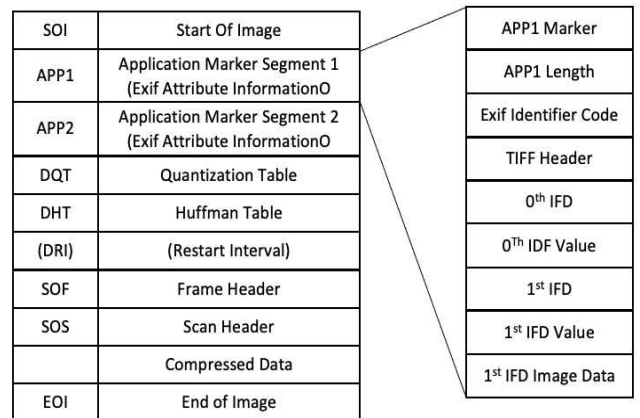 SOI Start Of Image
APP1 Application Marker Segment 1
(Exif Attribute InformationO
APP2 Application Marker Segment 2
(Exif Attribute InformationO
DQT Quantization Table
DHT Huffman Table
(DRI) (Restart Interval)
SOF Frame Header
SOS Scan Header
Compressed Data
EOI End of Image
APP1 Marker
APP1 Length
Exif Identifier Code
TIFF Header
0th IFD
0Th IDF Value
1st IFD
1st IFD Value
1st IFD Image Data